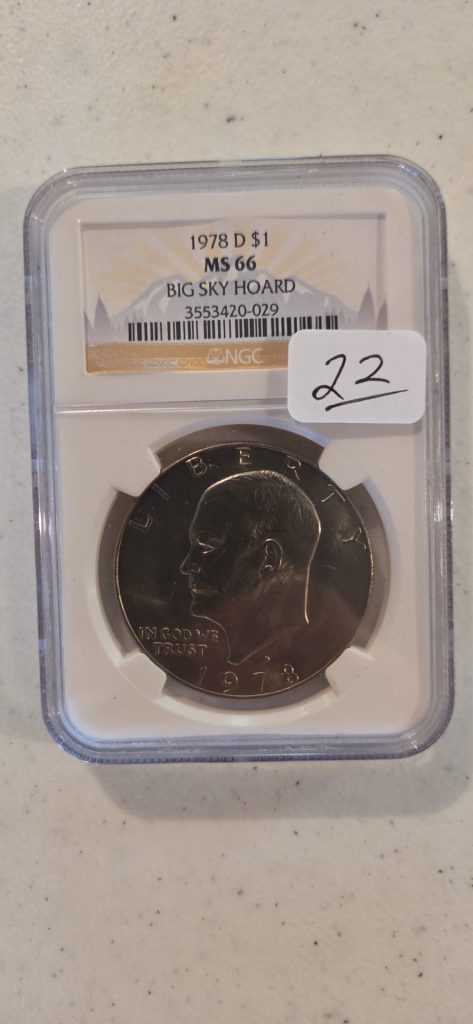 1978 D $1
MS 66
BIG SKY HOARD
3553420-029
NGC
22
LIBERTY
IN GOD WE
TRUST
1978